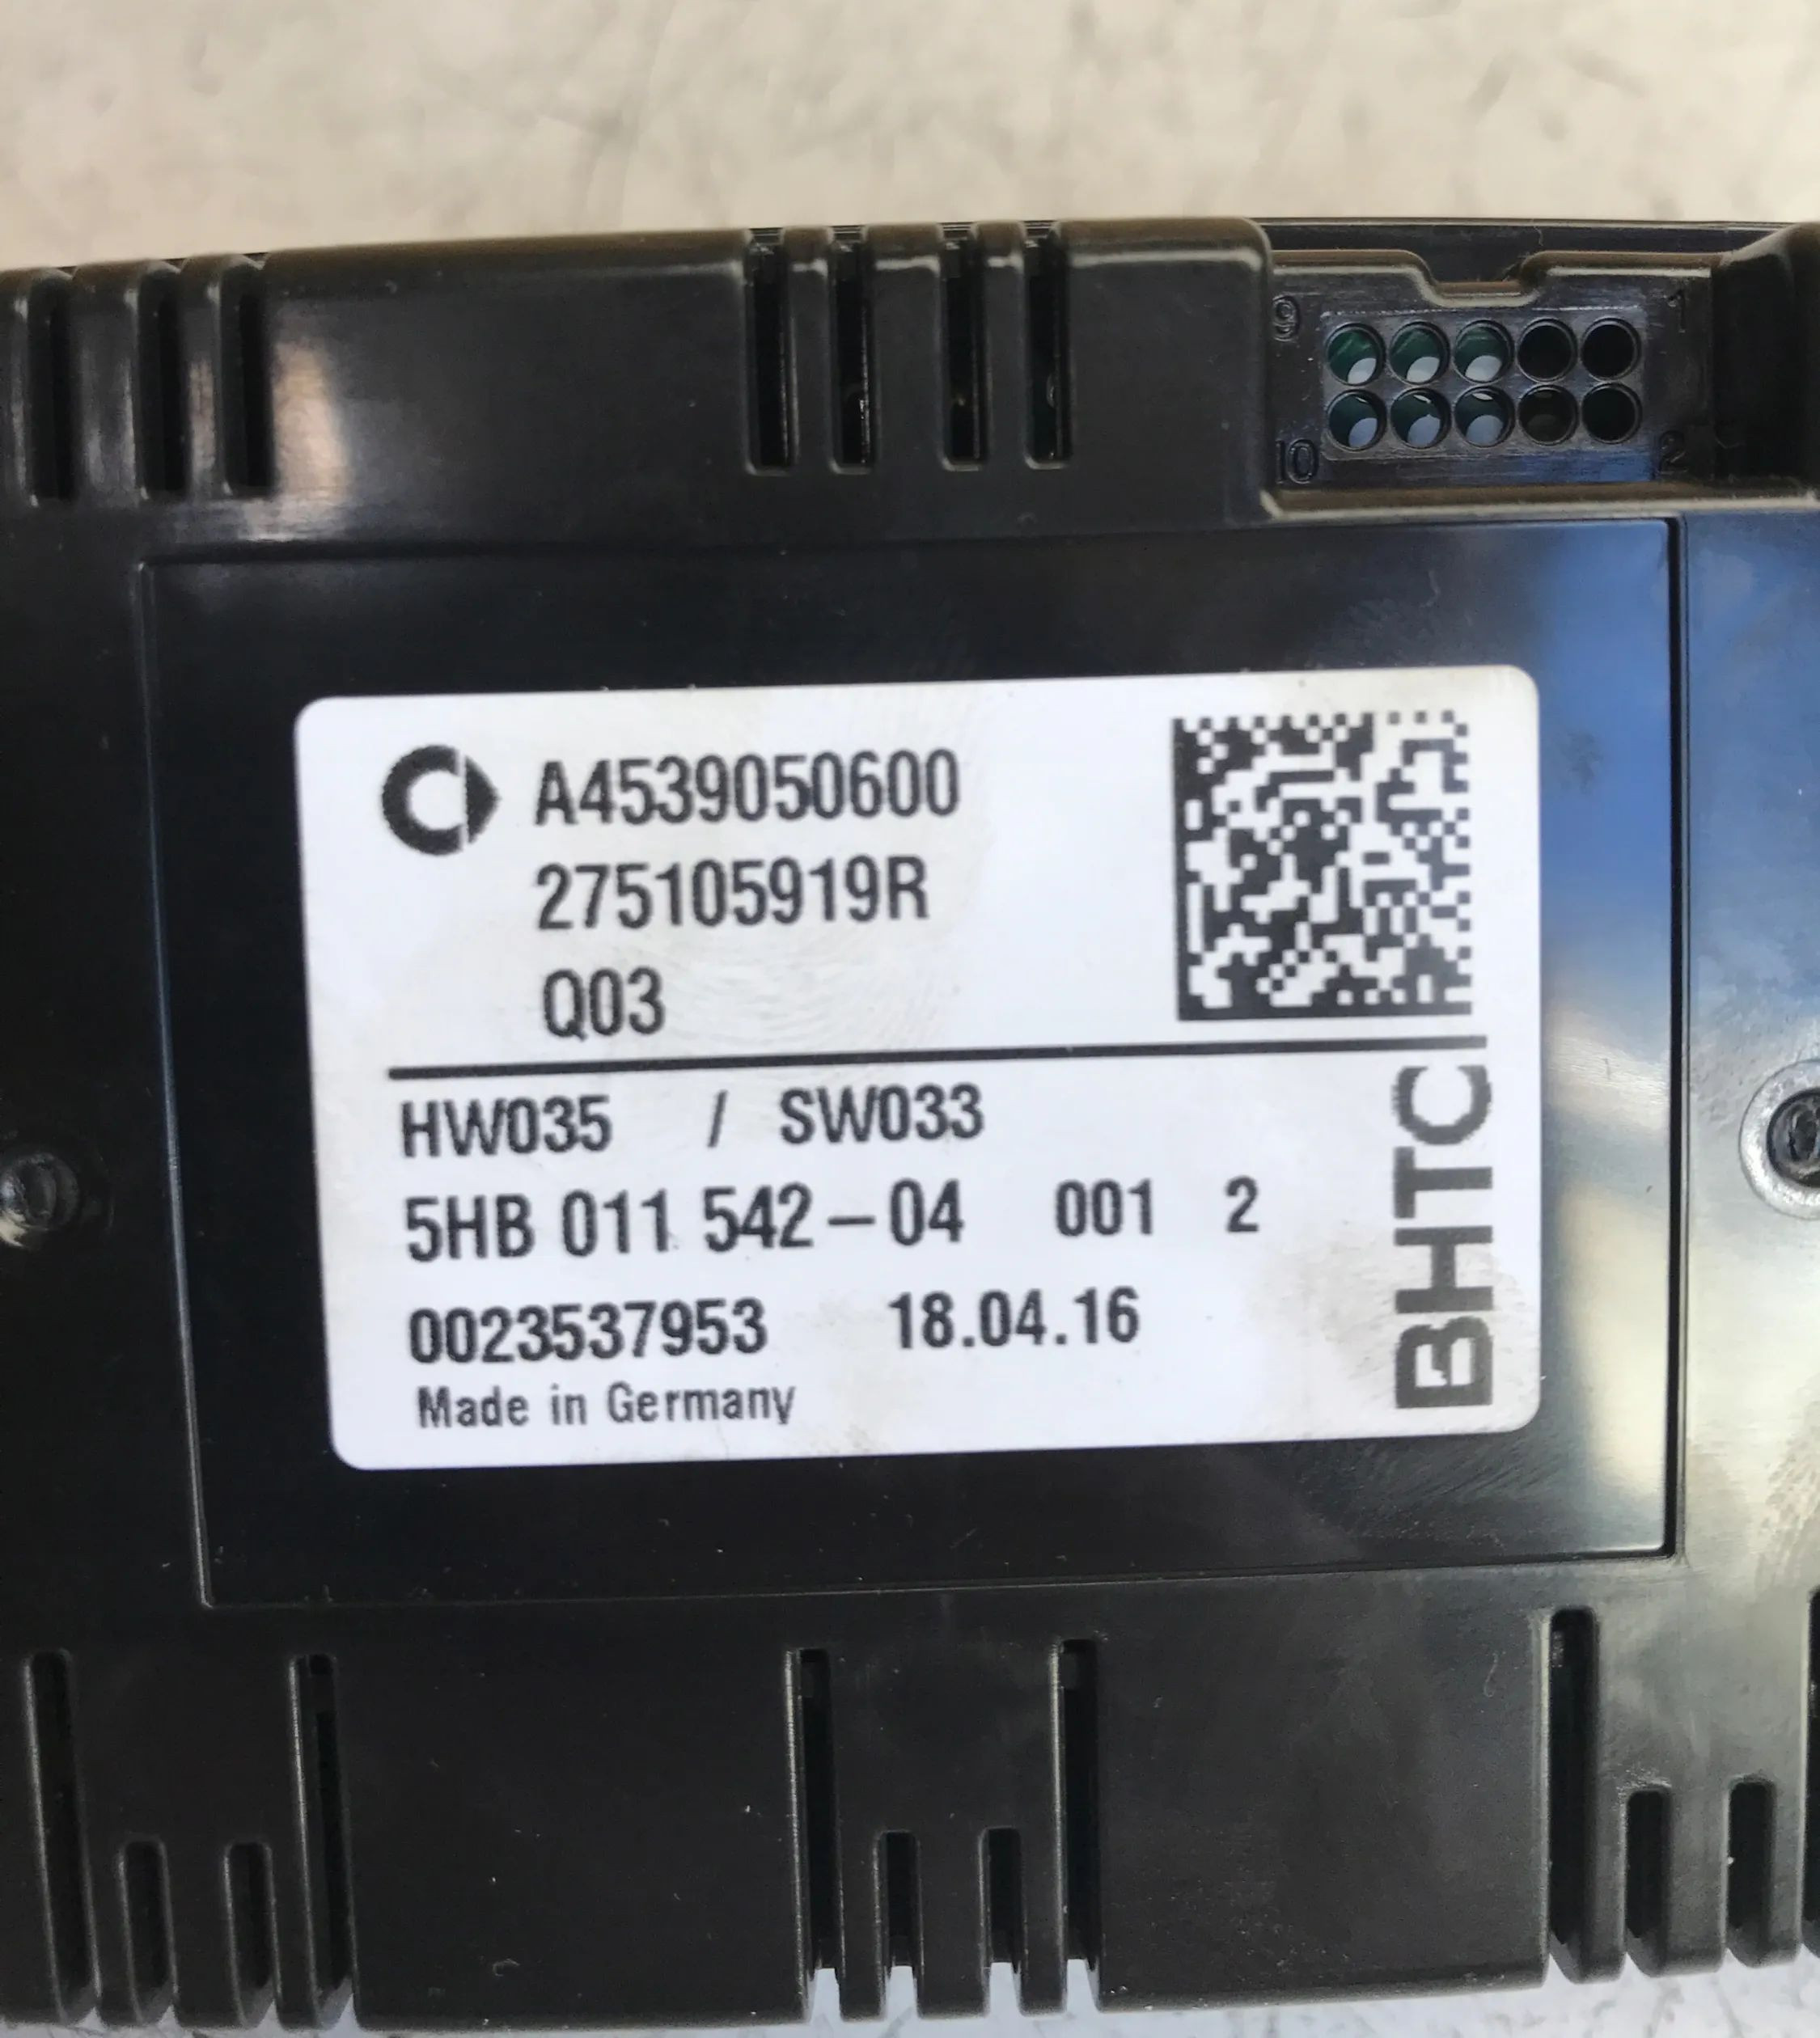 9 1
10 2
A4539050600
275105919R
Q03
HW035 / SW033
5HB 011 542-04 001 2
0023537953 18.04.16
Made in Germany
BHTC